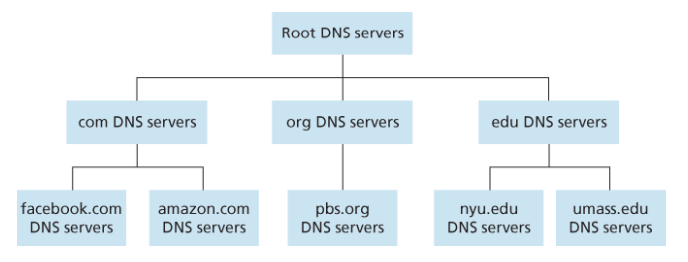 Root DNS servers
com DNS servers
org DNS servers
edu DNS servers
facebook.com
DNS servers
amazon.com
DNS servers
pbs.org
DNS servers
nyu.edu
DNS servers
umass.edu
DNS servers